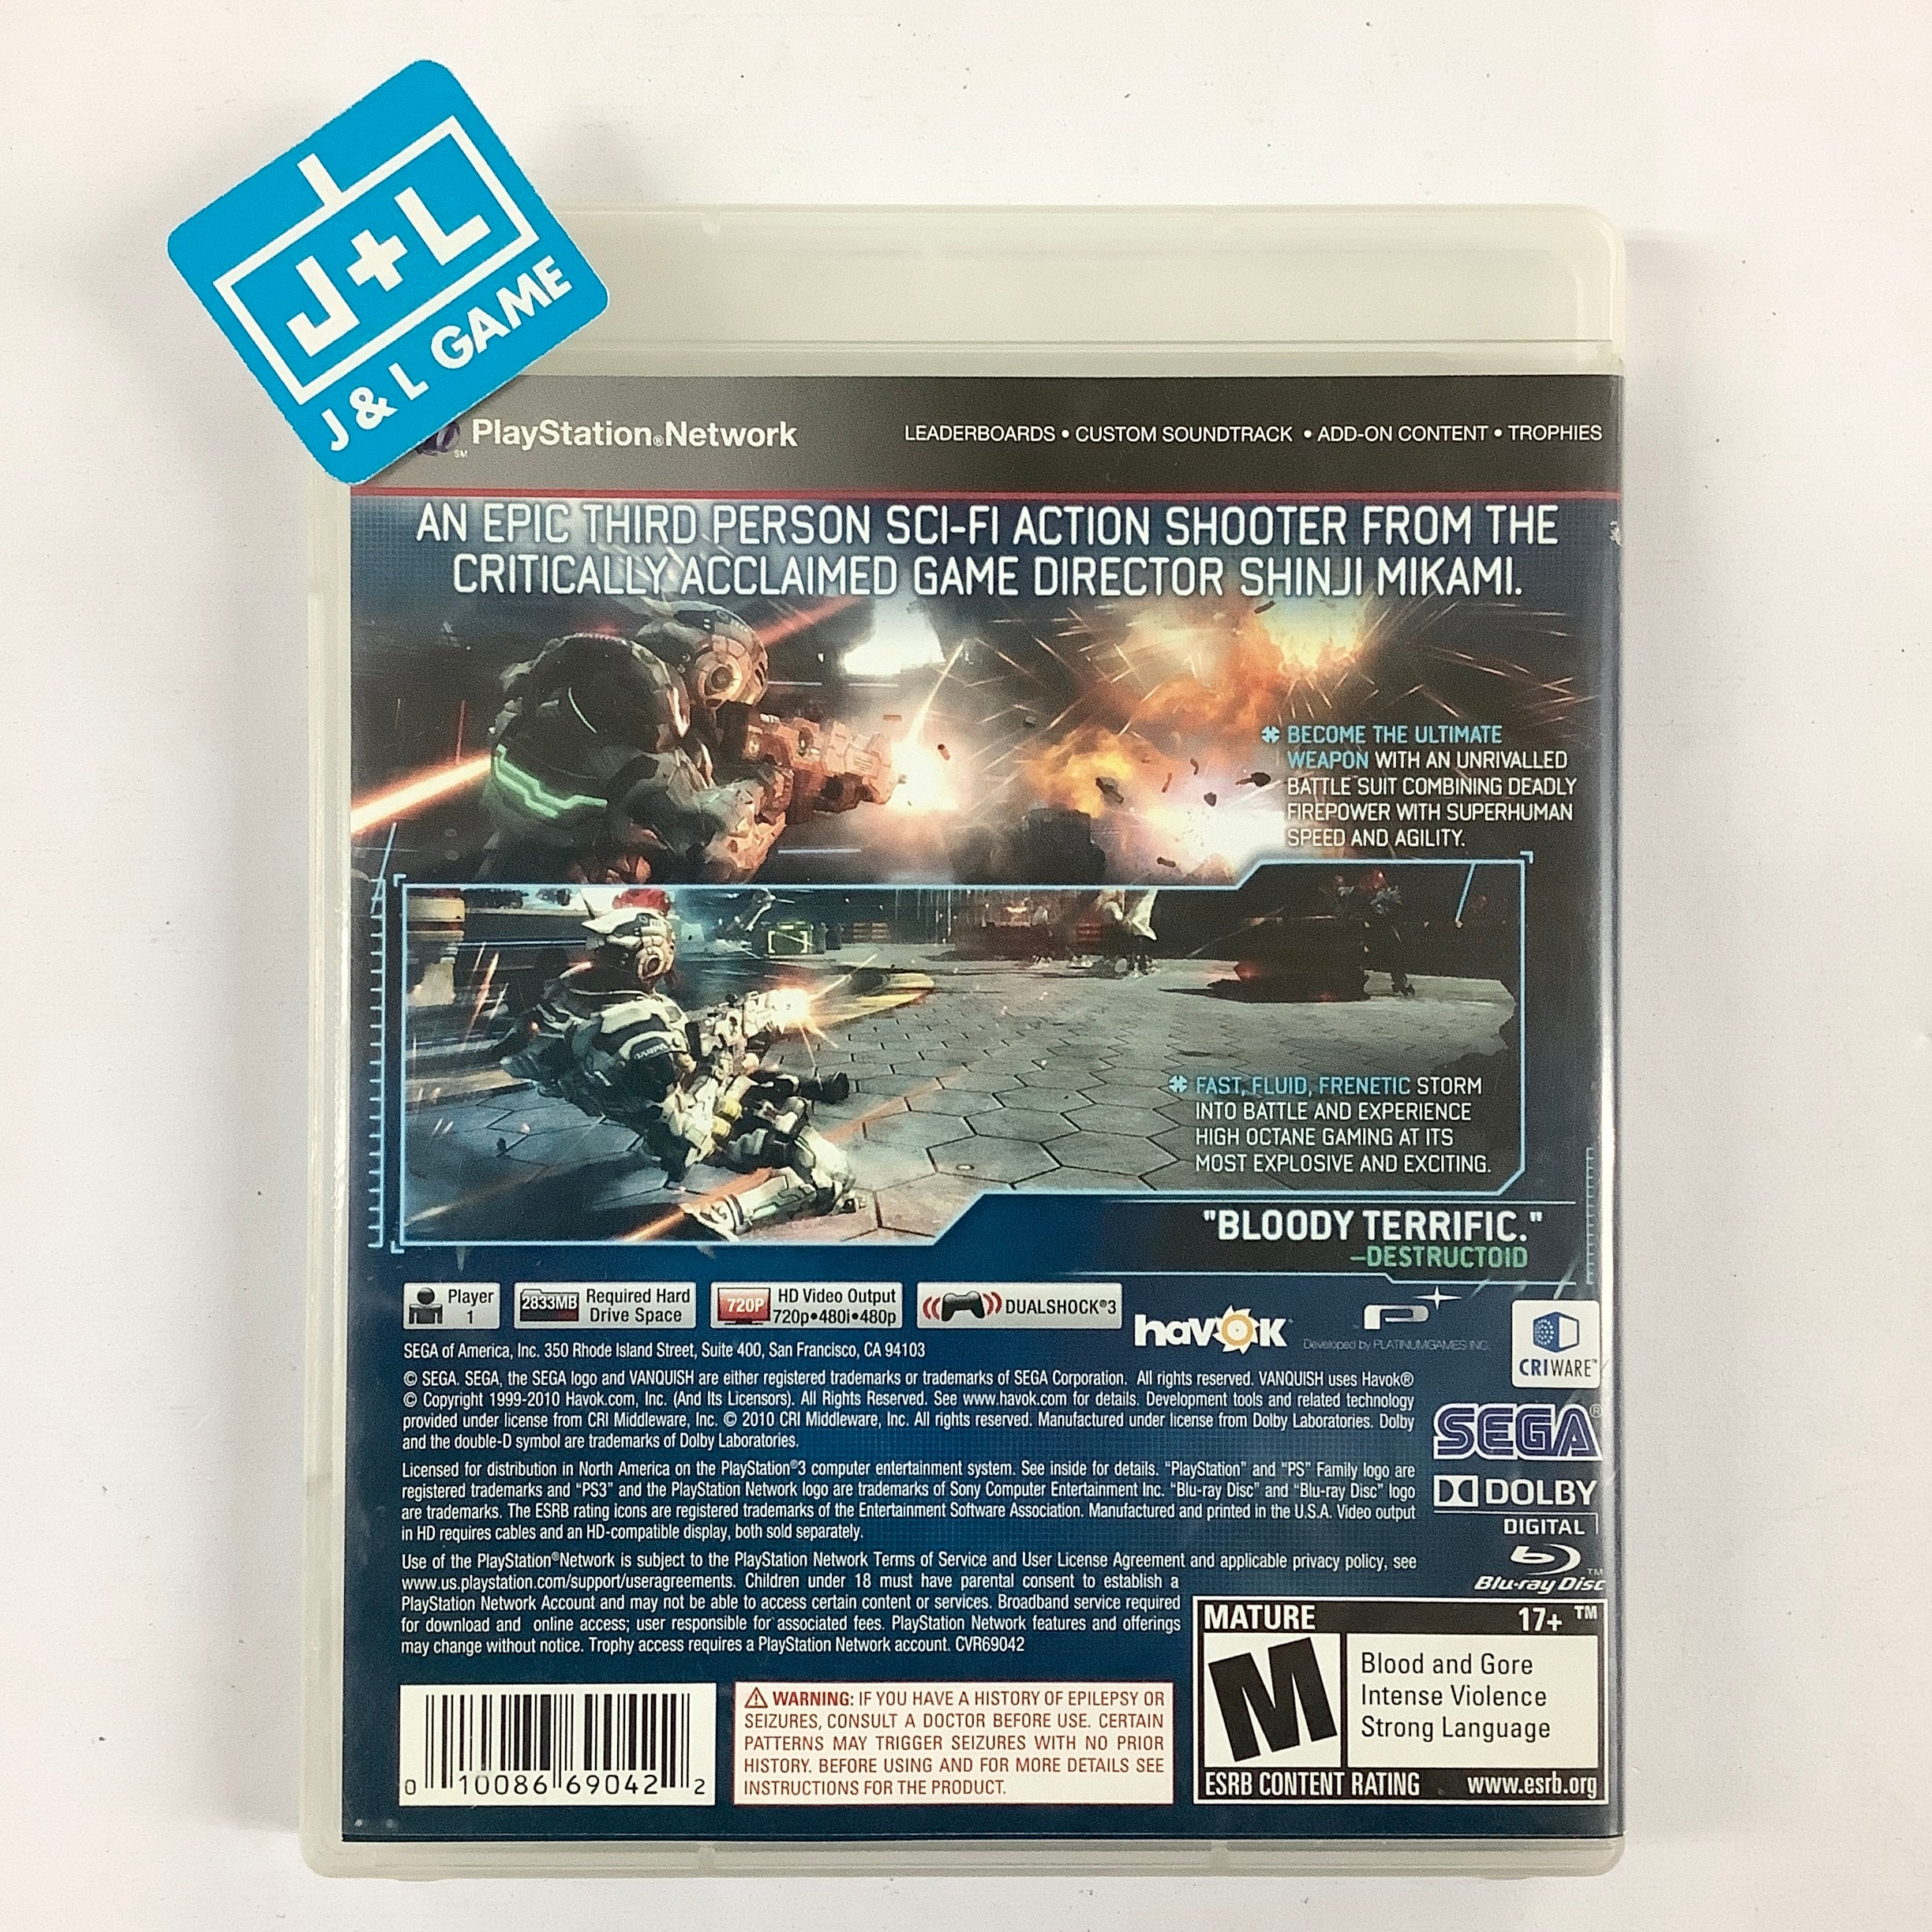 J+L
J & L GAME
PlayStation®Network
SM
LEADERBOARDS • CUSTOM SOUNDTRACK • ADD-ON CONTENT • TROPHIES
AN EPIC THIRD PERSON SCI-FI ACTION SHOOTER FROM THE
CRITICALLY ACCLAIMED GAME DIRECTOR SHINJI MIKAMI.
BECOME THE ULTIMATE
WEAPON WITH AN UNRIVALLED
BATTLE SUIT COMBINING DEADLY
FIREPOWER WITH SUPERHUMAN
SPEED AND AGILITY.
FAST, FLUID, FRENETIC STORM
INTO BATTLE AND EXPERIENCE
HIGH OCTANE GAMING AT ITS
MOST EXPLOSIVE AND EXCITING.
"BLOODY TERRIFIC."
–DESTRUCTOID
Player
1
2833MB
Required Hard
Drive Space
720P
HD Video Output
720p•480i•480p
DUALSHOCK®3
havok
Developed by PLATINUMGAMES INC.
CRIWARE™
SEGA of America, Inc. 350 Rhode Island Street, Suite 400, San Francisco, CA 94103
© SEGA. SEGA, the SEGA logo and VANQUISH are either registered trademarks or trademarks of SEGA Corporation. All rights reserved. VANQUISH uses Havok®
© Copyright 1999-2010 Havok.com, Inc. (And Its Licensors). All Rights Reserved. See www.havok.com for details. Development tools and related technology
provided under license from CRI Middleware, Inc. © 2010 CRI Middleware, Inc. All rights reserved. Manufactured under license from Dolby Laboratories. Dolby
and the double-D symbol are trademarks of Dolby Laboratories.
SEGA®
Licensed for distribution in North America on the PlayStation®3 computer entertainment system. See inside for details. “PlayStation” and “PS” Family logo are
registered trademarks and “PS3” and the PlayStation Network logo are trademarks of Sony Computer Entertainment Inc. “Blu-ray Disc” and “Blu-ray Disc” logo
are trademarks. The ESRB rating icons are registered trademarks of the Entertainment Software Association. Manufactured and printed in the U.S.A. Video output
in HD requires cables and an HD-compatible display, both sold separately.
DOLBY
DIGITAL
Blu-ray Disc™
Use of the PlayStation®Network is subject to the PlayStation Network Terms of Service and User License Agreement and applicable privacy policy, see
www.us.playstation.com/support/useragreements. Children under 18 must have parental consent to establish a
PlayStation Network Account and may not be able to access certain content or services. Broadband service required
for download and online access; user responsible for associated fees. PlayStation Network features and offerings
may change without notice. Trophy access requires a PlayStation Network account. CVR69042
MATURE 17+ ™
M
Blood and Gore
Intense Violence
Strong Language
ESRB CONTENT RATING www.esrb.org
0 10086 69042 2
WARNING: IF YOU HAVE A HISTORY OF EPILEPSY OR
SEIZURES, CONSULT A DOCTOR BEFORE USE. CERTAIN
PATTERNS MAY TRIGGER SEIZURES WITH NO PRIOR
HISTORY. BEFORE USING AND FOR MORE DETAILS SEE
INSTRUCTIONS FOR THE PRODUCT.